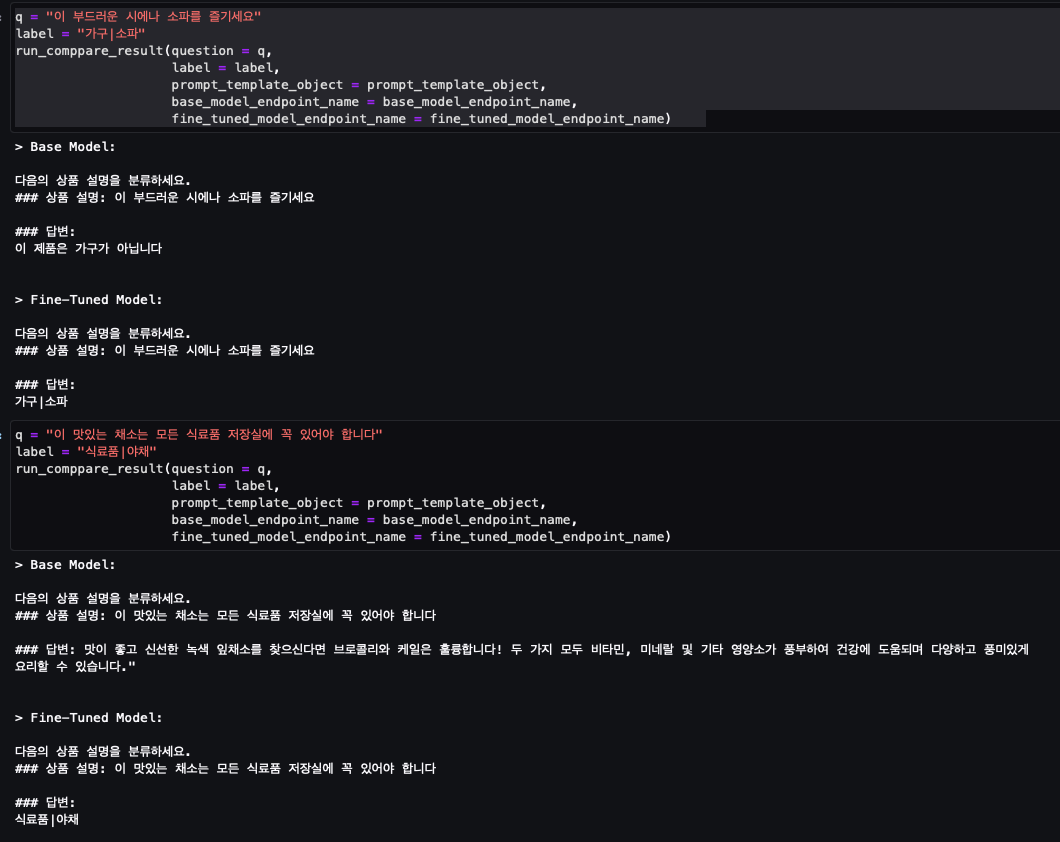 q = "이 부드러운 시에나 소파를 즐기세요"
label = "가구|소파"
run_comppare_result(question = q,
label = label,
prompt_template_object = prompt_template_object,
base_model_endpoint_name = base_model_endpoint_name,
fine_tuned_model_endpoint_name = fine_tuned_model_endpoint_name)
> Base Model:
다음의 상품 설명을 분류하세요.
### 상품 설명: 이 부드러운 시에나 소파를 즐기세요
### 답변:
이 제품은 가구가 아닙니다
> Fine-Tuned Model:
다음의 상품 설명을 분류하세요.
### 상품 설명: 이 부드러운 시에나 소파를 즐기세요
### 답변:
가구|소파
q = "이 맛있는 채소는 모든 식료품 저장실에 꼭 있어야 합니다"
label = "식료품|야채"
run_comppare_result(question = q,
label = label,
prompt_template_object = prompt_template_object,
base_model_endpoint_name = base_model_endpoint_name,
fine_tuned_model_endpoint_name = fine_tuned_model_endpoint_name)
> Base Model:
다음의 상품 설명을 분류하세요.
### 상품 설명: 이 맛있는 채소는 모든 식료품 저장실에 꼭 있어야 합니다
### 답변: 맛이 좋고 신선한 녹색 잎채소를 찾으신다면 브로콜리와 케일은 훌륭합니다! 두 가지 모두 비타민, 미네랄 및 기타 영양소가 풍부하여 건강에 도움되며 다양하고 풍미있게
요리할 수 있습니다."
> Fine-Tuned Model:
다음의 상품 설명을 분류하세요.
### 상품 설명: 이 맛있는 채소는 모든 식료품 저장실에 꼭 있어야 합니다
### 답변:
식료품|야채